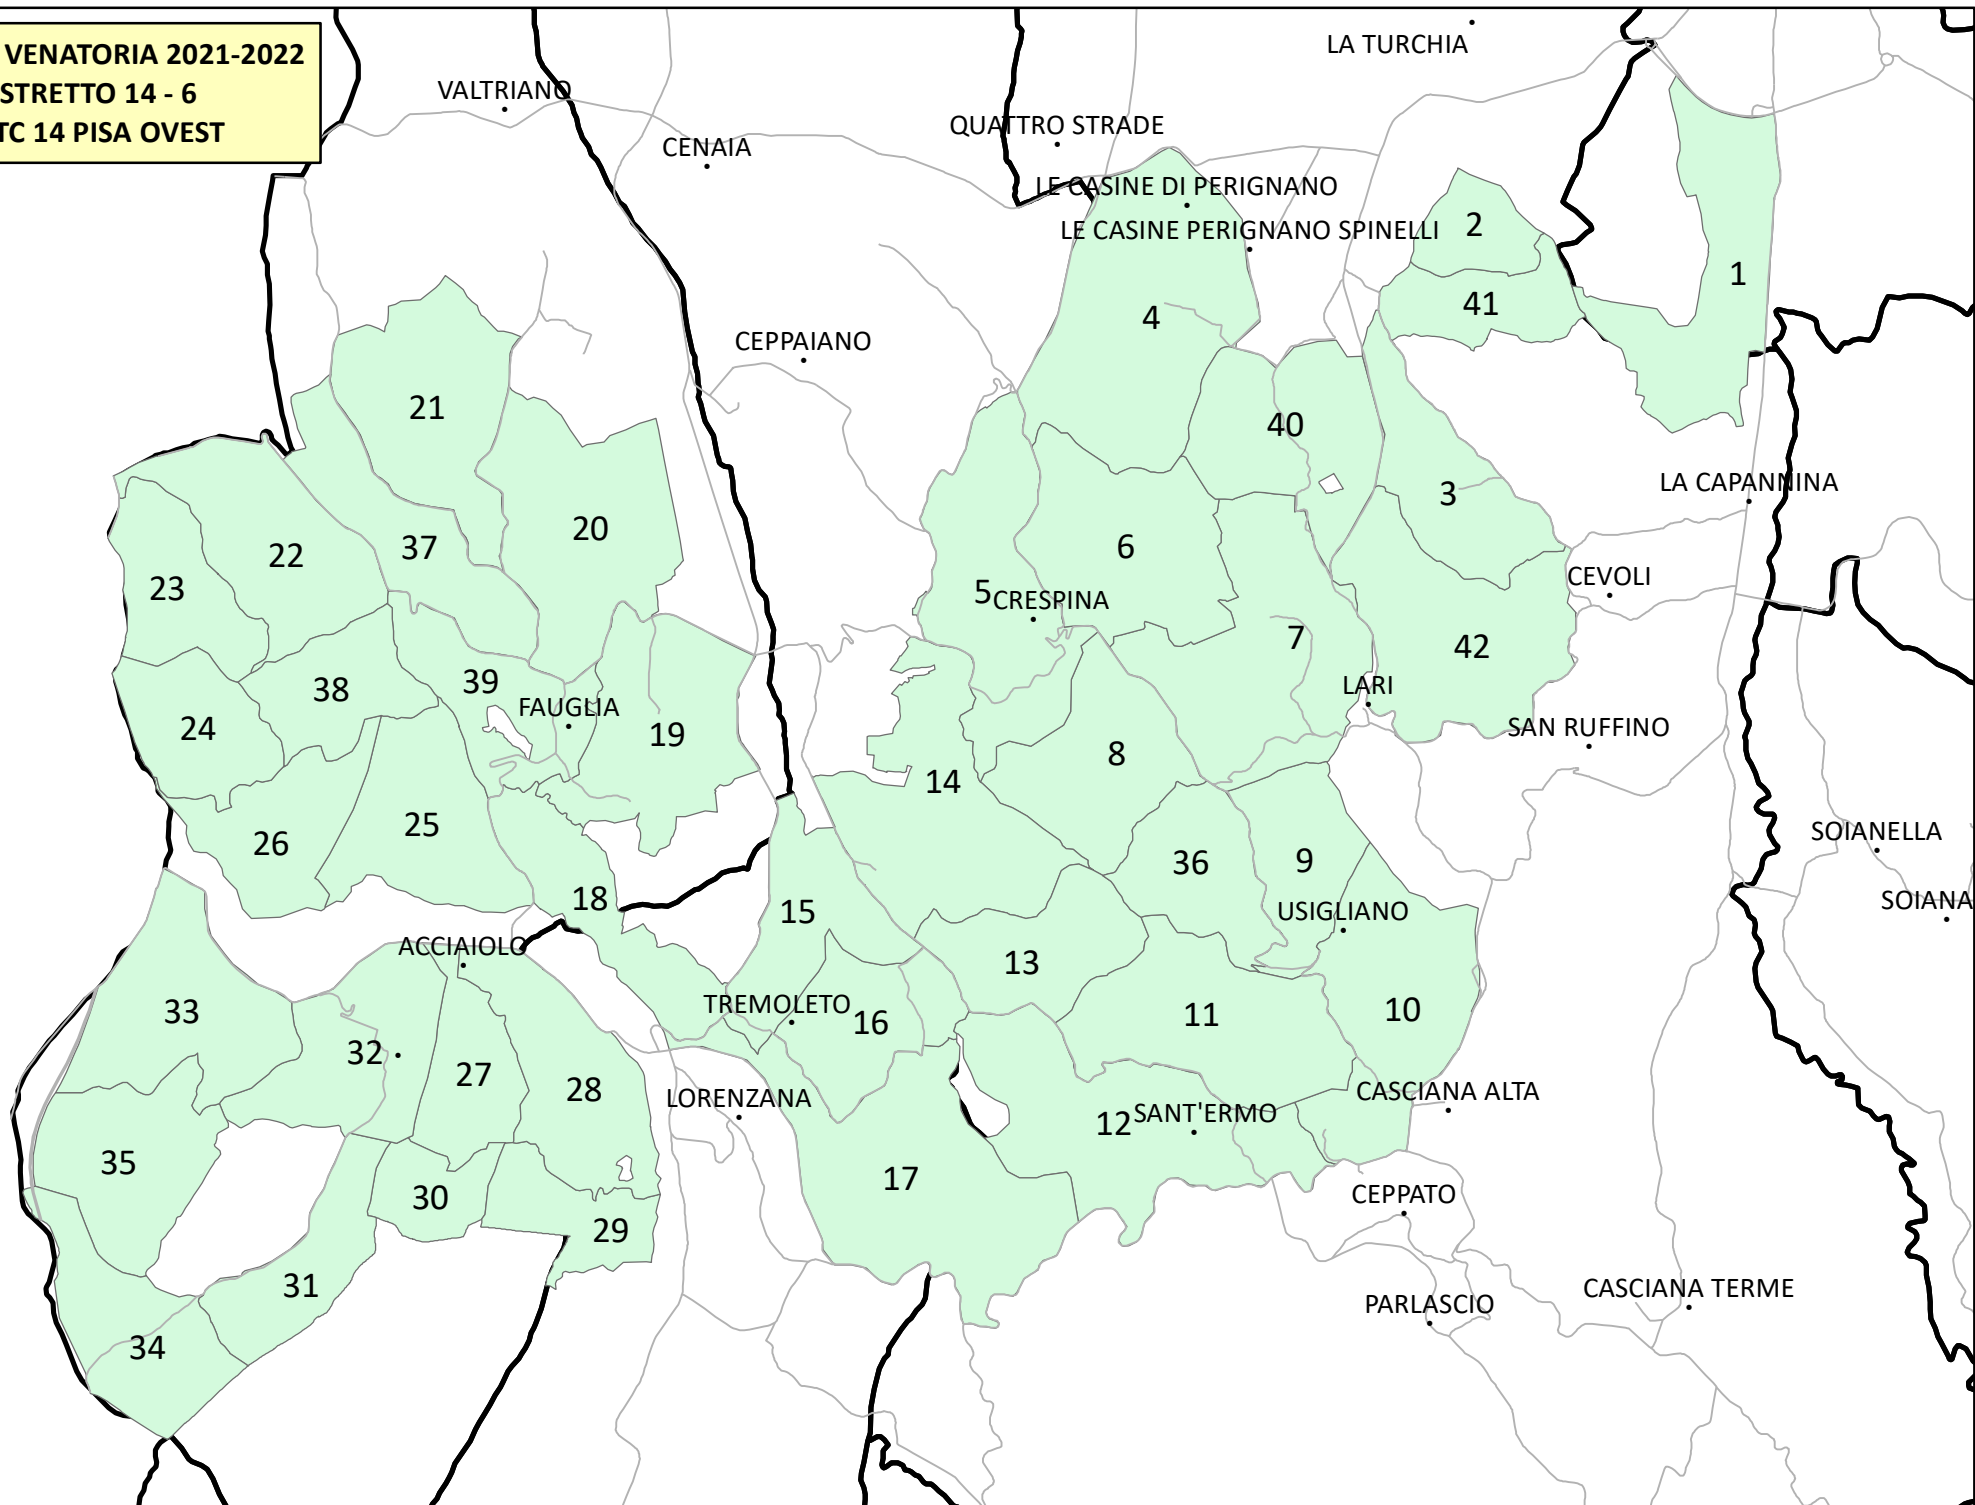 VENATORIA 2021-2022
STRETTO 14 - 6
TC 14 PISA OVEST
LA TURCHIA
VALTRIANO
QUATTRO STRADE
CENAIA
LE CASINE DI PERIGNANO
2
LE CASINE PERIGNANO SPINELLI
1
41
4
CEPPAIANO
21
40
LA CAPANNINA
3
20
37
6
22
CEVOLI
23
5
CRESPINA
7
42
39
38
LARI
FAUGLIA
24
19
SAN RUFFINO
8
14
25
SOIANELLA
26
36
9
18
SOIANA
15
USIGLIANO
ACCIAIOLO
13
TREMOLETO
33
10
11
16
32
27
28
CASCIANA ALTA
LORENZANA
12
SANT'ERMO
35
17
CEPPATO
30
29
31
CASCIANA TERME
PARLASCIO
34